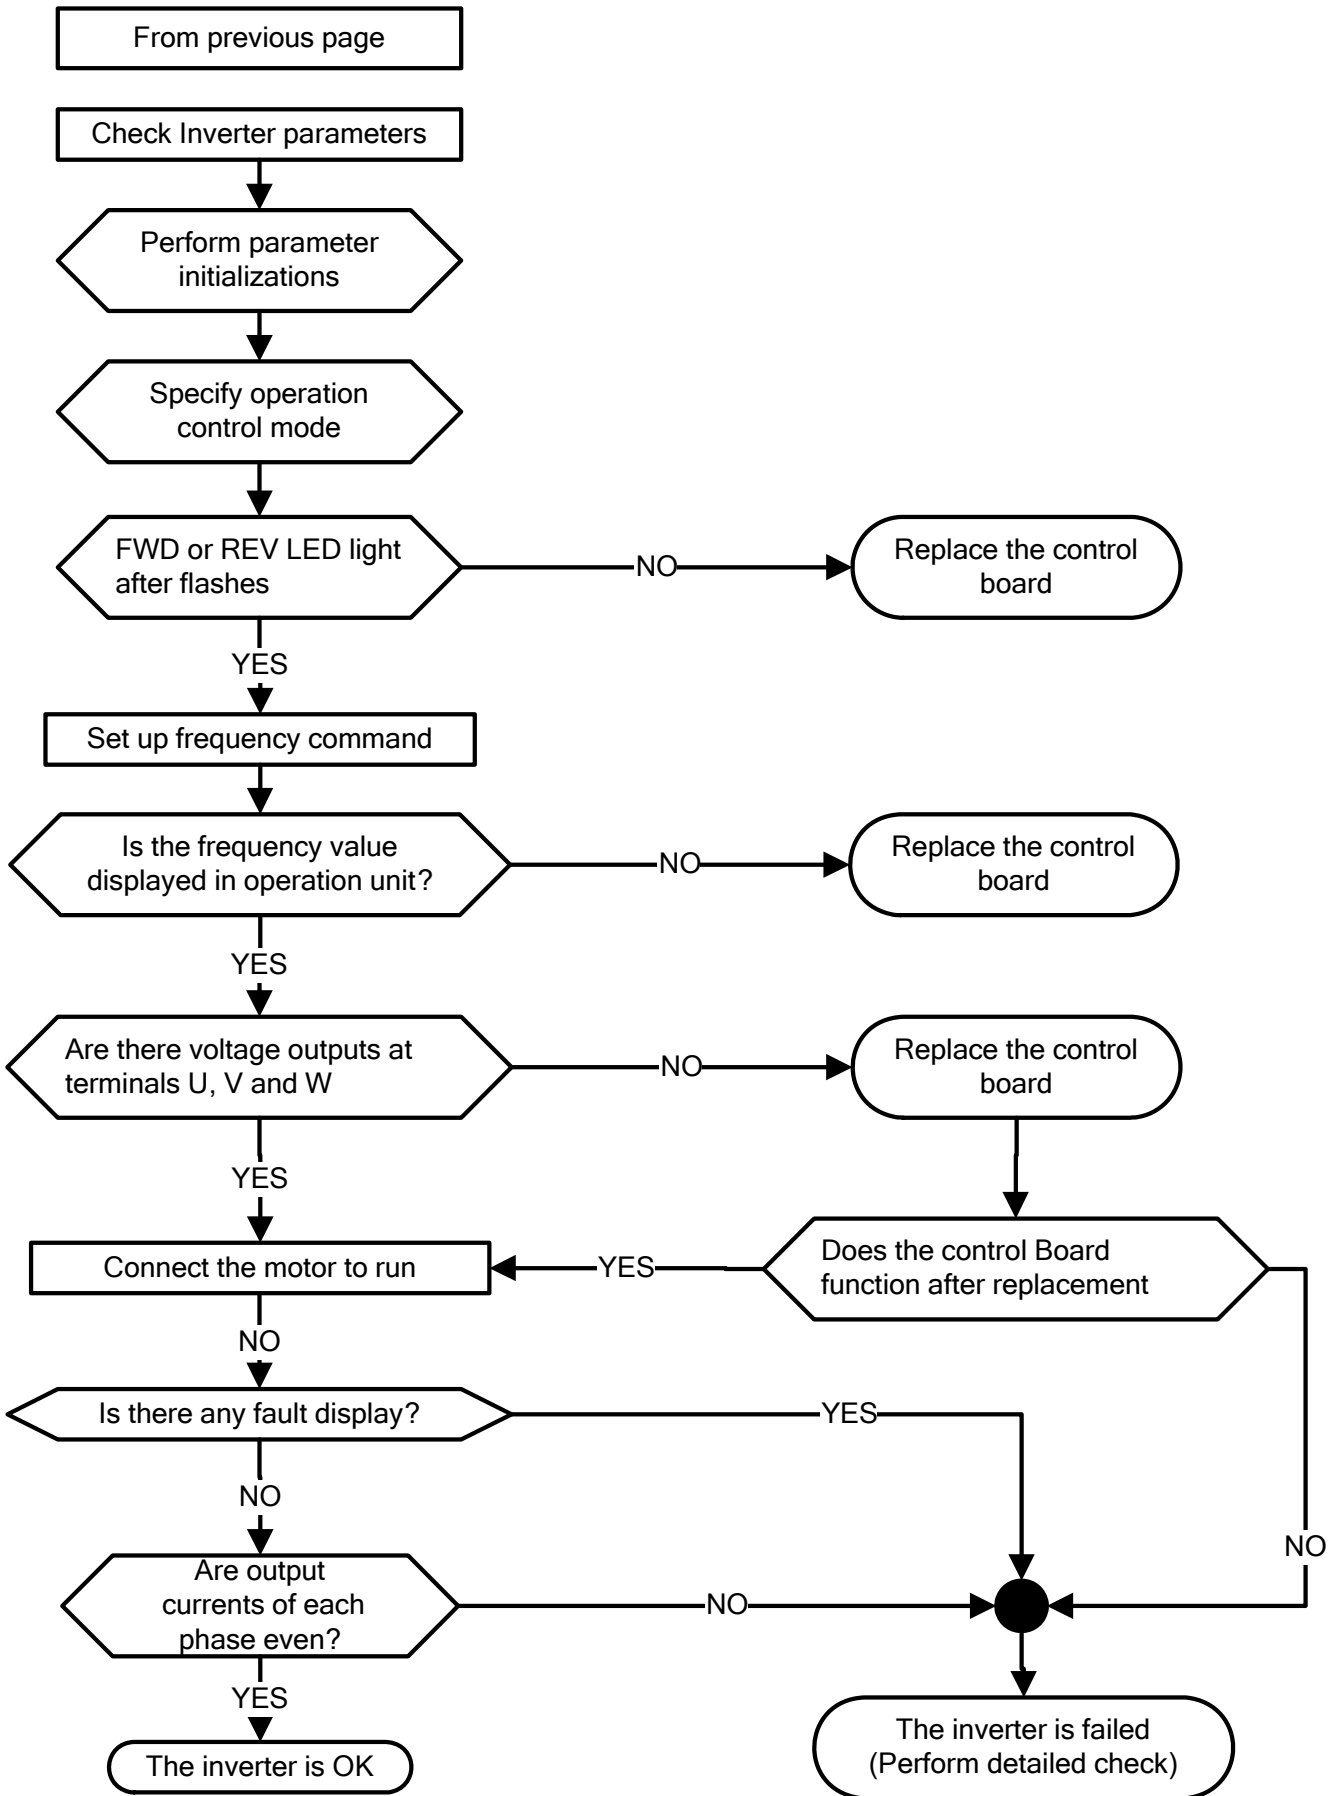 From previous page
Check Inverter parameters
Perform parameter
initializations
Specify operation
control mode
FWD or REV LED light
after flashes
NO
Replace the control
board
YES
Set up frequency command
Is the frequency value
displayed in operation unit?
NO
Replace the control
board
YES
Are there voltage outputs at
terminals U, V and W
NO
Replace the control
board
YES
Connect the motor to run
YES
Does the control Board
function after replacement
NO
Is there any fault display?
YES
NO
NO
Are output
currents of each
phase even?
NO
YES
The inverter is OK
The inverter is failed
(Perform detailed check)